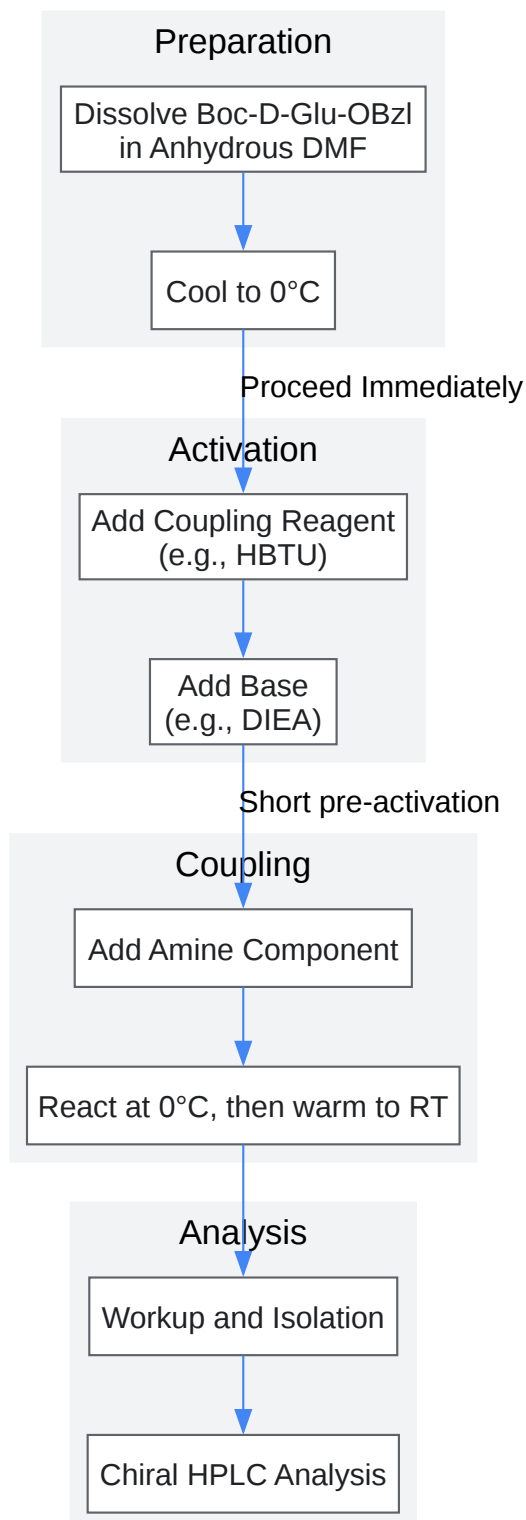 Preparation
Dissolve Boc-D-Glu-OBzl
in Anhydrous DMF
Cool to 0°C
Proceed Immediately
Activation
Add Coupling Reagent
(e.g., HBTU)
Add Base
(e.g., DIEA)
Short pre-activation
Coupling
Add Amine Component
React at 0°C, then warm to RT
Analysis
Workup and Isolation
Chiral HPLC Analysis